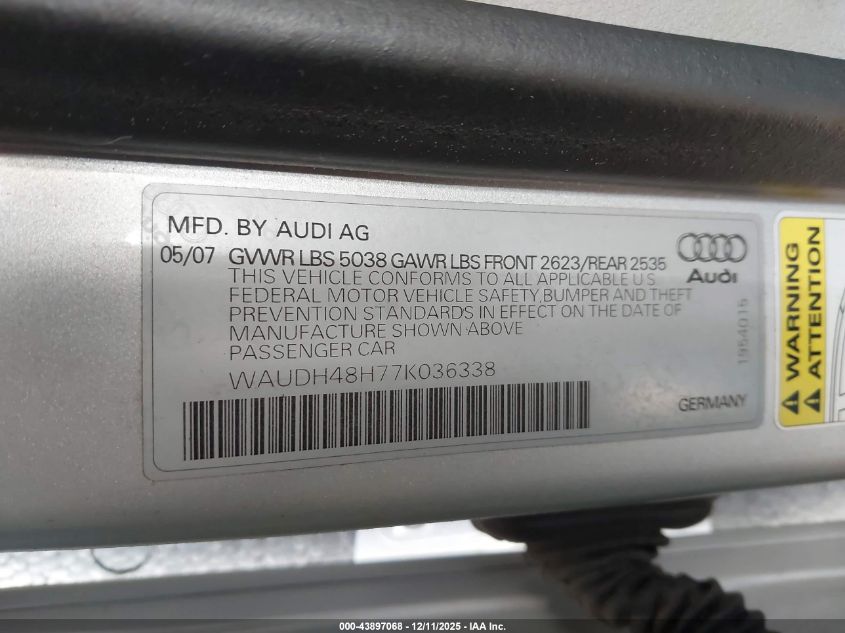 MFD. BY AUDI AG
05/07 GVWR LBS 5038 GAWR LBS FRONT 2623/REAR 2535
THIS VEHICLE CONFORMS TO ALL APPLICABLE U S
FEDERAL MOTOR VEHICLE SAFETY,BUMPER AND THEFT
PREVENTION STANDARDS IN EFFECT ON THE DATE OF
MANUFACTURE SHOWN ABOVE
PASSENGER CAR
WAUDH48H77K036338
Audi
1954015
GERMANY
WARNING
ATTENTION
000-43897068 - 12/11/2025 - IAA Inc.